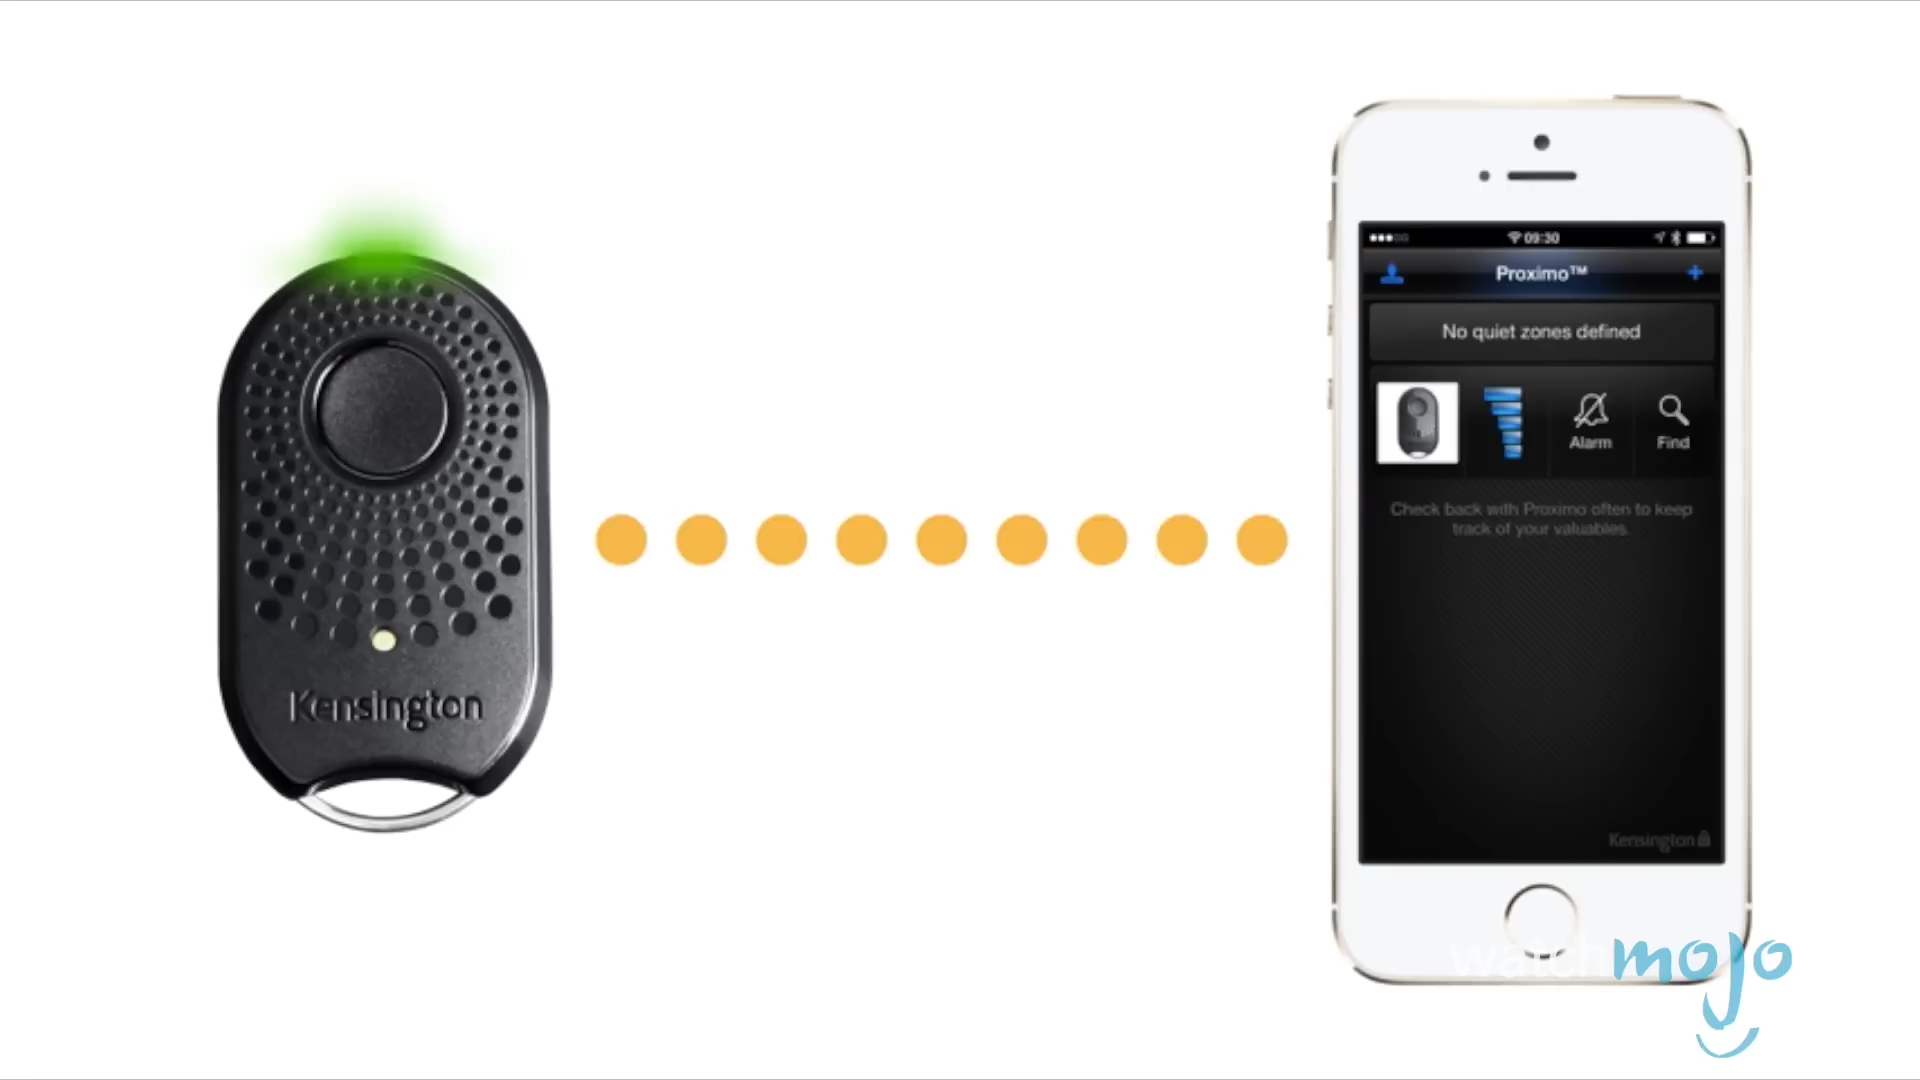 09:30
Proximo™
No quiet zones defined
Alarm
Find
Check back with Proximo often to keep
track of your valuables.
Kensington
Kensington
watchmojo